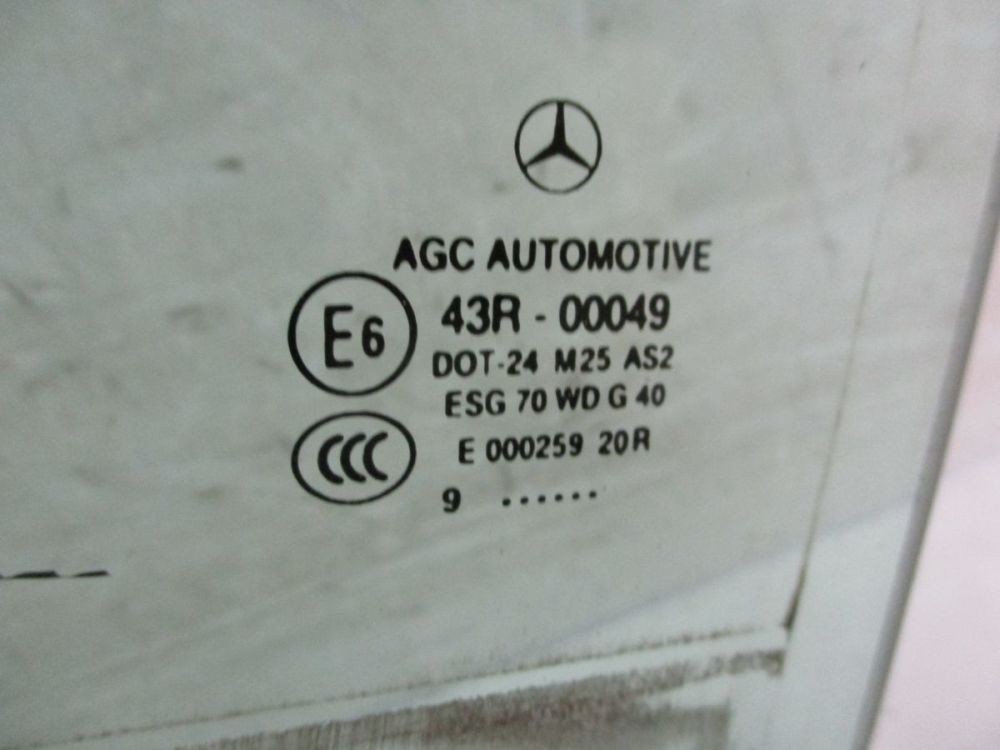 AGC AUTOMOTIVE
E6
43R - 00049
DOT-24 M25 AS2
ESG 70 WD G 40
CCC
E 000259 20R
9 ......